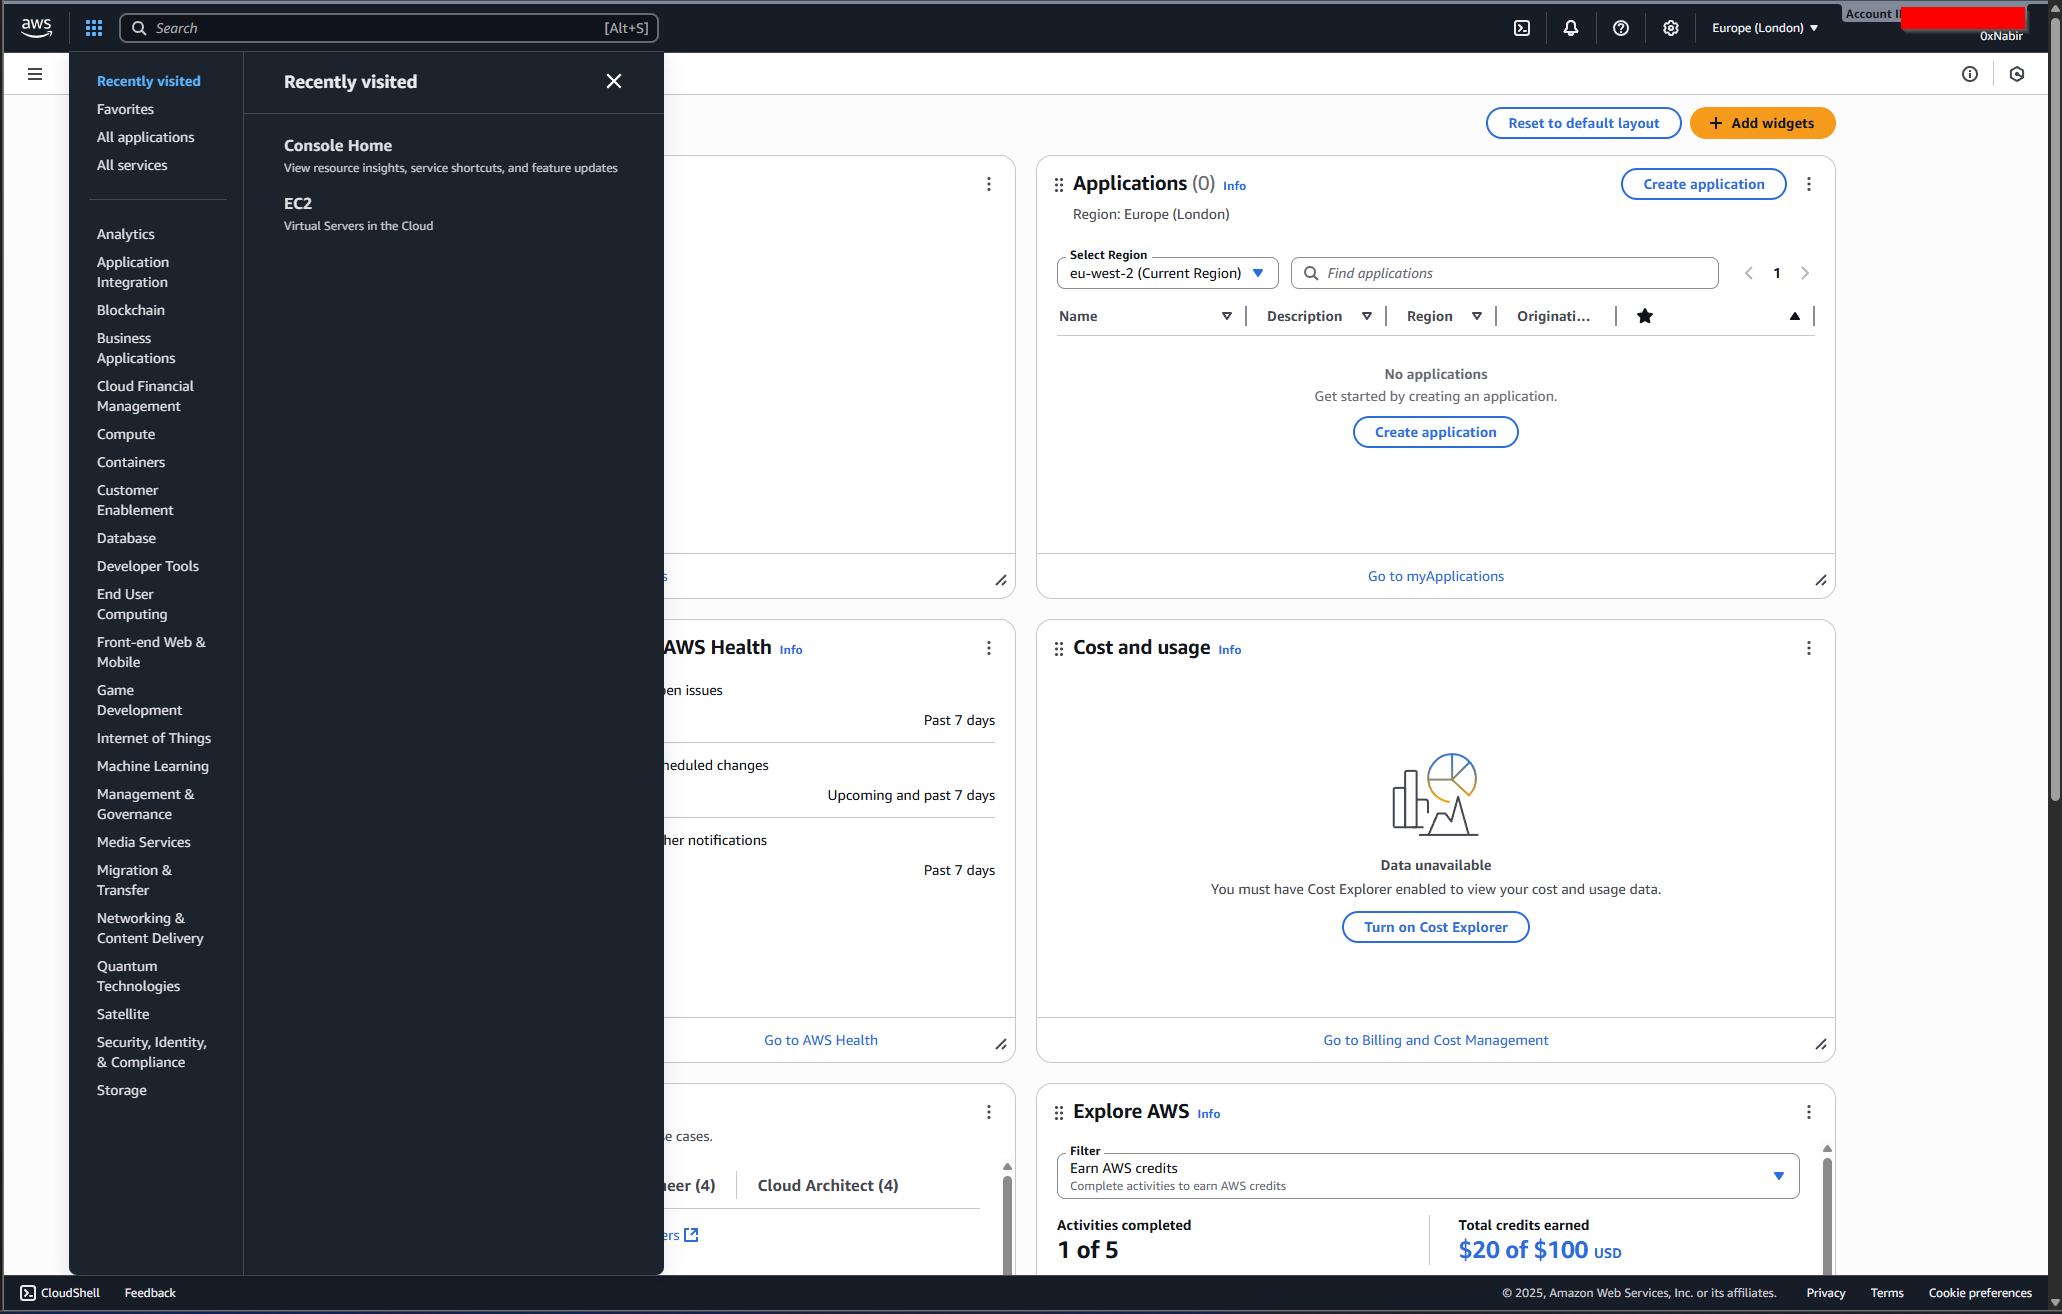 aws
Search
[Alt+S]
Europe (London)
Account I
0xNabir
Recently visited
Favorites
All applications
All services
Analytics
Application
Integration
Blockchain
Business
Applications
Cloud Financial
Management
Compute
Containers
Customer
Enablement
Database
Developer Tools
End User
Computing
Front-end Web &
Mobile
Game
Development
Internet of Things
Machine Learning
Management &
Governance
Media Services
Migration &
Transfer
Networking &
Content Delivery
Quantum
Technologies
Satellite
Security, Identity,
& Compliance
Storage
Recently visited
Console Home
View resource insights, service shortcuts, and feature updates
EC2
Virtual Servers in the Cloud
Reset to default layout
Add widgets
Applications (0) Info
Create application
Region: Europe (London)
Select Region
eu-west-2 (Current Region)
Find applications
1
Name
Description
Region
Originati...
No applications
Get started by creating an application.
Create application
Go to myApplications
AWS Health Info
en issues
Past 7 days
heduled changes
Upcoming and past 7 days
her notifications
Past 7 days
Go to AWS Health
Cost and usage Info
Data unavailable
You must have Cost Explorer enabled to view your cost and usage data.
Turn on Cost Explorer
Go to Billing and Cost Management
e cases.
eer (4)
Cloud Architect (4)
ers
Explore AWS Info
Filter
Earn AWS credits
Complete activities to earn AWS credits
Activities completed
1 of 5
Total credits earned
$20 of $100 USD
CloudShell
Feedback
© 2025, Amazon Web Services, Inc. or its affiliates.
Privacy
Terms
Cookie preferences